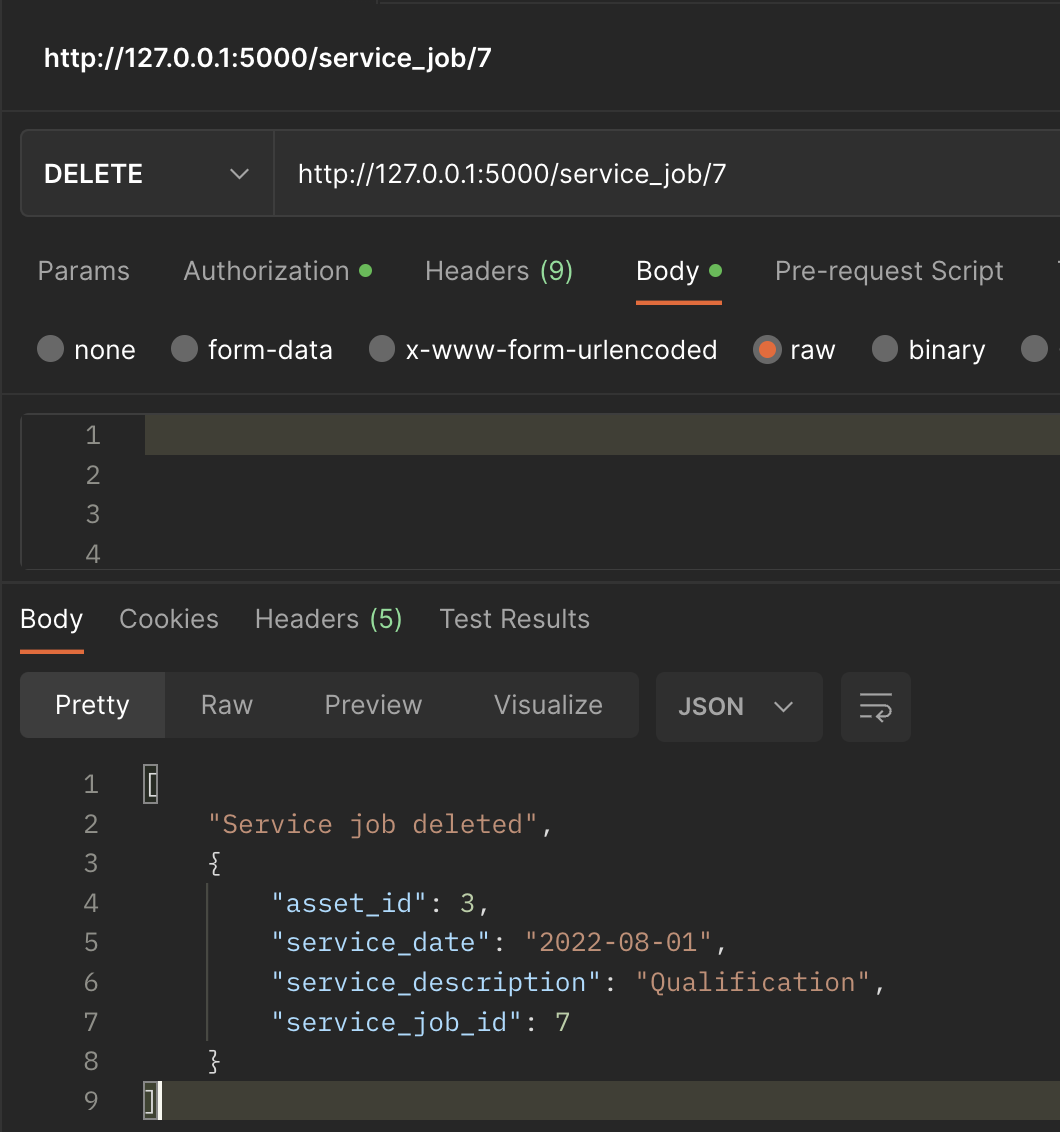 http://127.0.0.1:5000/service_job/7
DELETE http://127.0.0.1:5000/service_job/7
Params Authorization Headers (9) Body Pre-request Script
none form-data x-www-form-urlencoded raw binary
1
2
3
4
Body Cookies Headers (5) Test Results
Pretty Raw Preview Visualize JSON
1 [
2 "Service job deleted",
3 {
4 "asset_id": 3,
5 "service_date": "2022-08-01",
6 "service_description": "Qualification",
7 "service_job_id": 7
8 }
9 ]